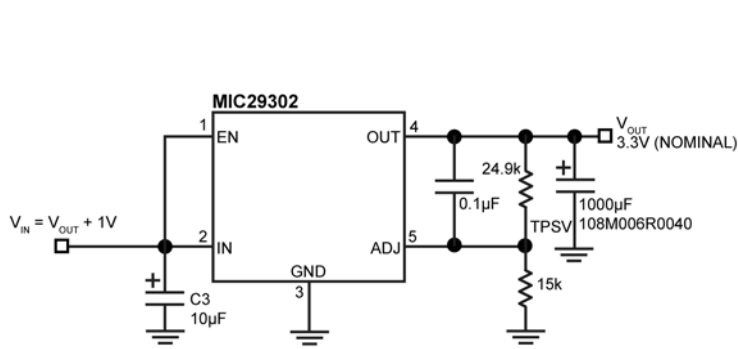 MIC29302
1
EN
OUT
4
V_OUT
3.3V (NOMINAL)
24.9k
0.1µF
1000µF
TPSV 108M006R0040
V_IN = V_OUT + 1V
2
IN
ADJ
5
GND
3
15k
C3
10µF